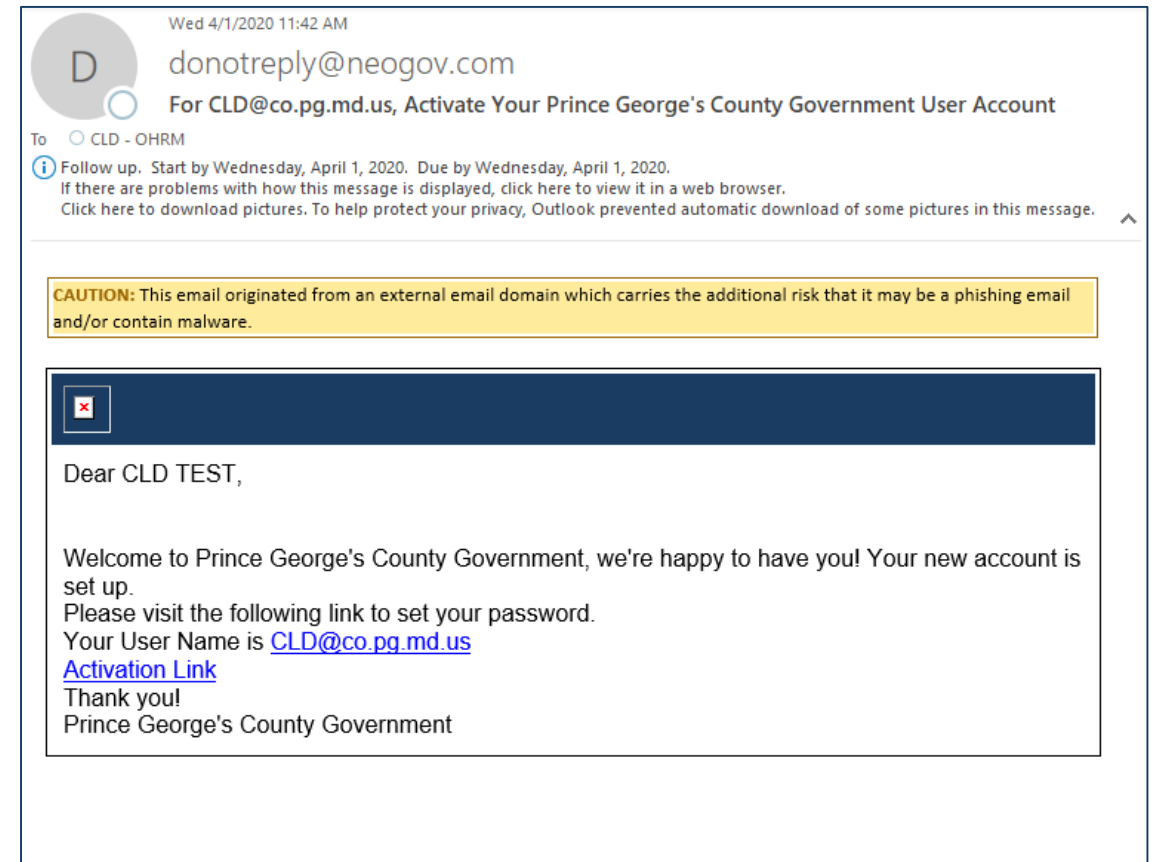 Wed 4/1/2020 11:42 AM
D
donotreply@neogov.com
For CLD@co.pg.md.us, Activate Your Prince George's County Government User Account
To CLD - OHRM
Follow up. Start by Wednesday, April 1, 2020. Due by Wednesday, April 1, 2020.
If there are problems with how this message is displayed, click here to view it in a web browser.
Click here to download pictures. To help protect your privacy, Outlook prevented automatic download of some pictures in this message.
CAUTION: This email originated from an external email domain which carries the additional risk that it may be a phishing email
and/or contain malware.
Dear CLD TEST,
Welcome to Prince George's County Government, we're happy to have you! Your new account is
set up.
Please visit the following link to set your password.
Your User Name is CLD@co.pg.md.us
Activation Link
Thank you!
Prince George's County Government